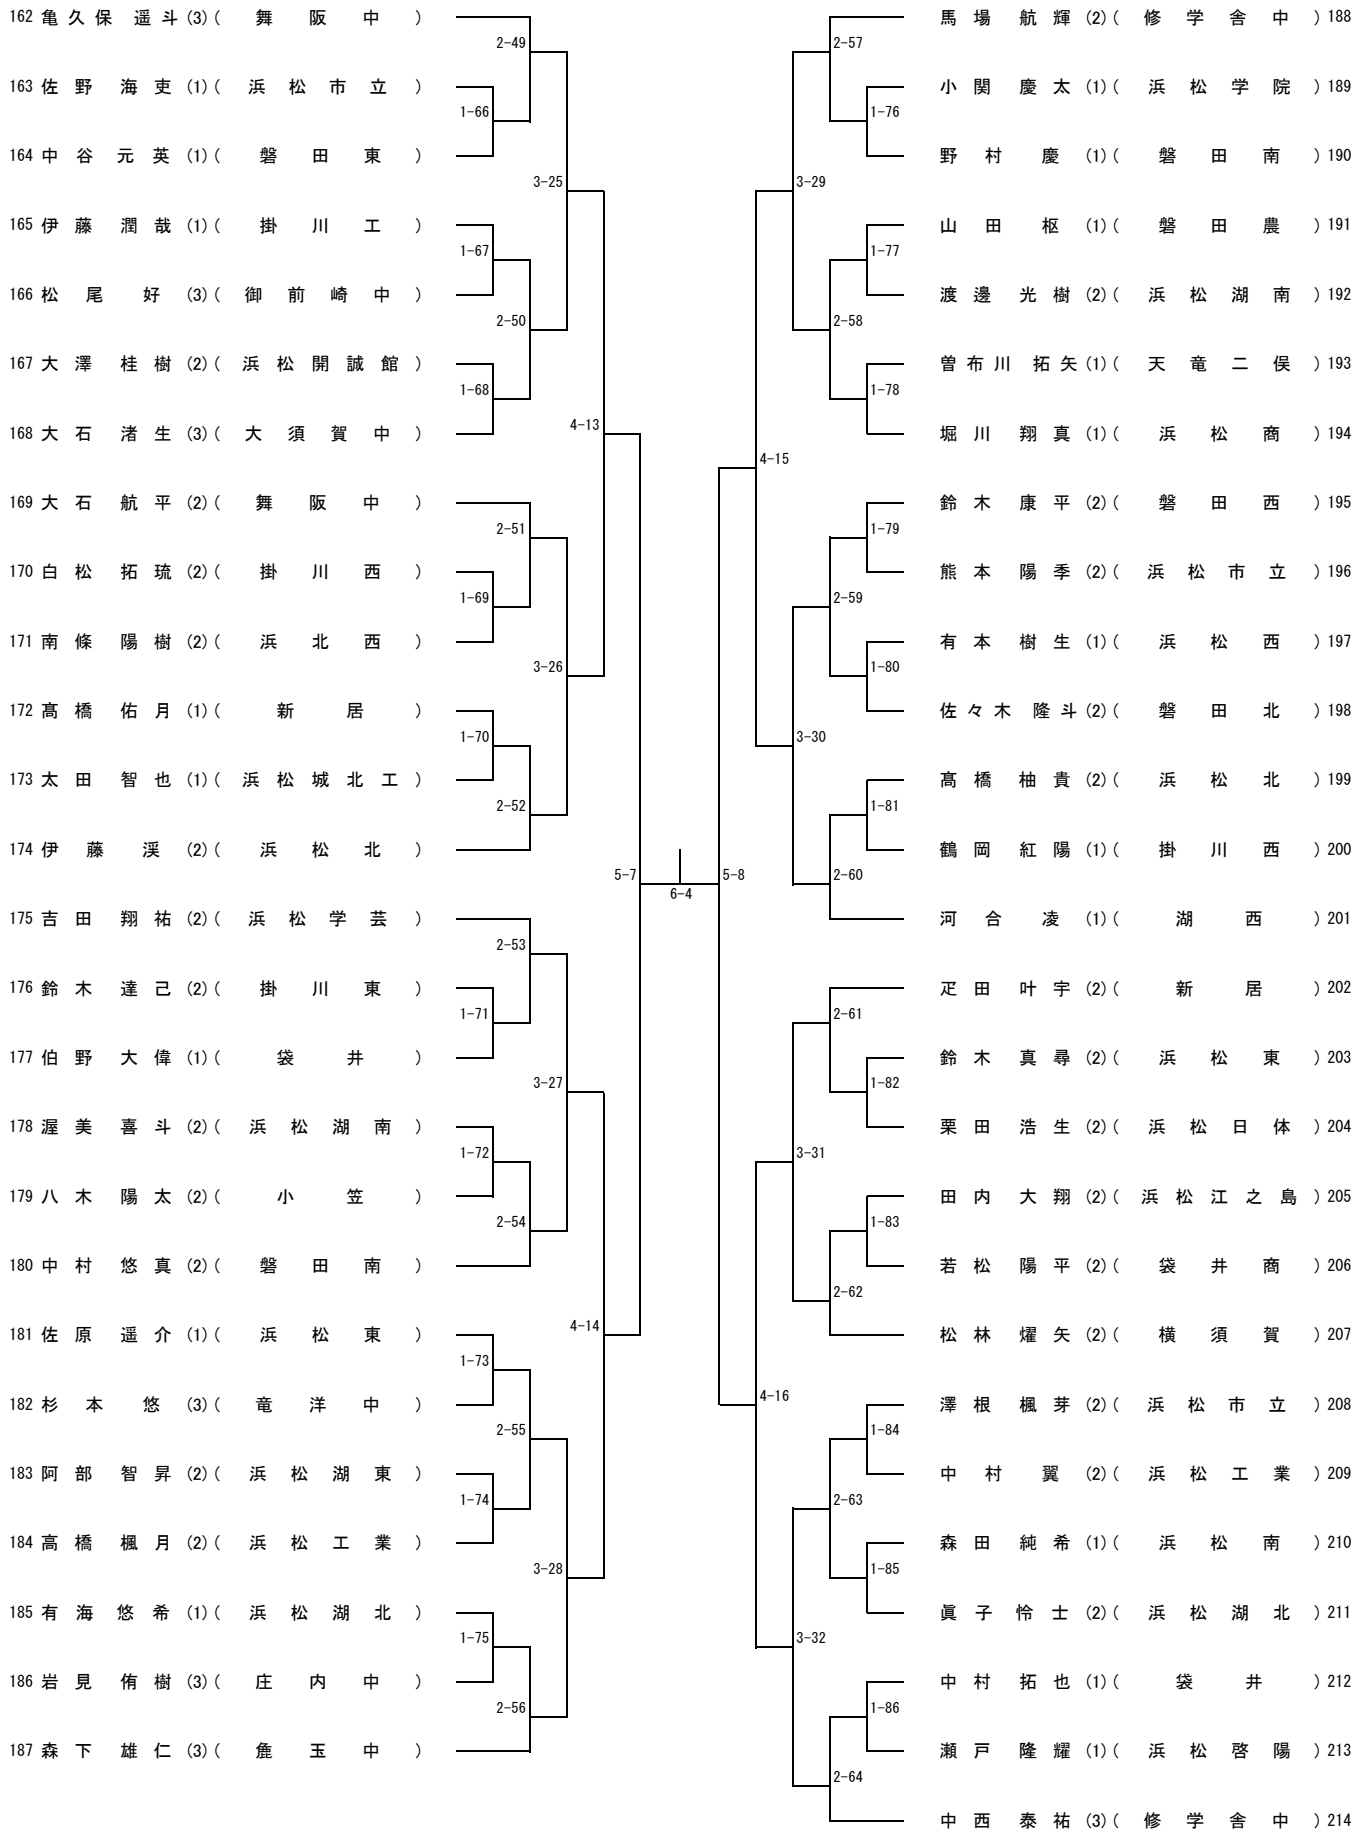 162 亀久保 遥斗 (3) ( 舞阪中 )
2-49
163 佐野 海吏 (1) ( 浜松市立 )
1-66
164 中谷 元英 (1) ( 磐田東 )
3-25
165 伊藤 潤哉 (1) ( 掛川工 )
1-67
166 松尾 好 (3) ( 御前崎中 )
2-50
167 大澤 桂樹 (2) ( 浜松開誠館 )
1-68
168 大石 渚生 (3) ( 大須賀中 )
4-13
169 大石 航平 (2) ( 舞阪中 )
2-51
170 白松 拓琉 (2) ( 掛川西 )
1-69
171 南條 陽樹 (2) ( 浜北西 )
3-26
172 髙橋 佑月 (1) ( 新居 )
1-70
173 太田 智也 (1) ( 浜松城北工 )
2-52
174 伊藤 渓 (2) ( 浜松北 )
5-7
175 吉田 翔祐 (2) ( 浜松学芸 )
2-53
176 鈴木 達己 (2) ( 掛川東 )
1-71
177 伯野 大偉 (1) ( 袋井 )
3-27
178 渥美 喜斗 (2) ( 浜松湖南 )
1-72
179 八木 陽太 (2) ( 小笠 )
2-54
180 中村 悠真 (2) ( 磐田南 )
4-14
181 佐原 遥介 (1) ( 浜松東 )
1-73
182 杉本 悠 (3) ( 竜洋中 )
2-55
183 阿部 智昇 (2) ( 浜松湖東 )
1-74
184 高橋 楓月 (2) ( 浜松工業 )
3-28
185 有海 悠希 (1) ( 浜松湖北 )
1-75
186 岩見 侑樹 (3) ( 庄内中 )
2-56
187 森下 雄仁 (3) ( 麁玉中 )
6-4
馬場 航輝 (2) ( 修学舎中 ) 188
2-57
小関 慶太 (1) ( 浜松学院 ) 189
1-76
野村 慶 (1) ( 磐田南 ) 190
3-29
山田 枢 (1) ( 磐田農 ) 191
1-77
渡邊 光樹 (2) ( 浜松湖南 ) 192
2-58
曽布川 拓矢 (1) ( 天竜二俣 ) 193
1-78
堀川 翔真 (1) ( 浜松商 ) 194
4-15
鈴木 康平 (2) ( 磐田西 ) 195
1-79
熊本 陽季 (2) ( 浜松市立 ) 196
2-59
有本 樹生 (1) ( 浜松西 ) 197
1-80
佐々木 隆斗 (2) ( 磐田北 ) 198
3-30
髙橋 柚貴 (2) ( 浜松北 ) 199
1-81
鶴岡 紅陽 (1) ( 掛川西 ) 200
5-8
2-60
河合 凌 (1) ( 湖西 ) 201
疋田 叶宇 (2) ( 新居 ) 202
2-61
鈴木 真尋 (2) ( 浜松東 ) 203
1-82
栗田 浩生 (2) ( 浜松日体 ) 204
3-31
田内 大翔 (2) ( 浜松江之島 ) 205
1-83
若松 陽平 (2) ( 袋井商 ) 206
2-62
松林 燿矢 (2) ( 横須賀 ) 207
4-16
澤根 楓芽 (2) ( 浜松市立 ) 208
1-84
中村 翼 (2) ( 浜松工業 ) 209
2-63
森田 純希 (1) ( 浜松南 ) 210
1-85
眞子 怜士 (2) ( 浜松湖北 ) 211
3-32
中村 拓也 (1) ( 袋井 ) 212
1-86
瀬戸 隆耀 (1) ( 浜松啓陽 ) 213
2-64
中西 泰祐 (3) ( 修学舎中 ) 214